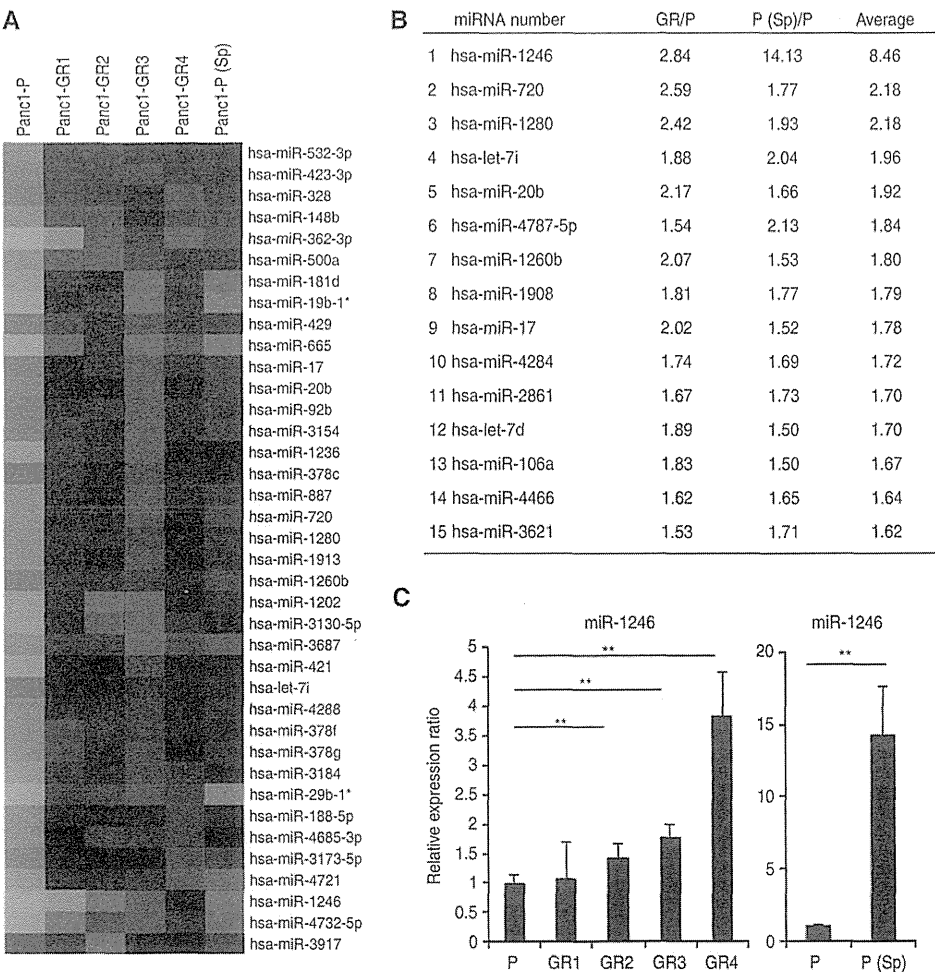 A
Panc1-P
Panc1-GR1
Panc1-GR2
Panc1-GR3
Panc1-GR4
Panc1-P (Sp)
hsa-miR-532-3p
hsa-miR-423-3p
hsa-miR-328
hsa-miR-148b
hsa-miR-362-3p
hsa-miR-500a
hsa-miR-181d
hsa-miR-19b-1*
hsa-miR-429
hsa-miR-665
hsa-miR-17
hsa-miR-20b
hsa-miR-92b
hsa-miR-3154
hsa-miR-1236
hsa-miR-378c
hsa-miR-887
hsa-miR-720
hsa-miR-1280
hsa-miR-1913
hsa-miR-1260b
hsa-miR-1202
hsa-miR-3130-5p
hsa-miR-3687
hsa-miR-421
hsa-let-7i
hsa-miR-4288
hsa-miR-378f
hsa-miR-378g
hsa-miR-3184
hsa-miR-29b-1*
hsa-miR-188-5p
hsa-miR-4685-3p
hsa-miR-3173-5p
hsa-miR-4721
hsa-miR-1246
hsa-miR-4732-5p
hsa-miR-3917
B
miRNA number GR/P P (Sp)/P Average
1 hsa-miR-1246 2.84 14.13 8.46
2 hsa-miR-720 2.59 1.77 2.18
3 hsa-miR-1280 2.42 1.93 2.18
4 hsa-let-7i 1.88 2.04 1.96
5 hsa-miR-20b 2.17 1.66 1.92
6 hsa-miR-4787-5p 1.54 2.13 1.84
7 hsa-miR-1260b 2.07 1.53 1.80
8 hsa-miR-1908 1.81 1.77 1.79
9 hsa-miR-17 2.02 1.52 1.78
10 hsa-miR-4284 1.74 1.69 1.72
11 hsa-miR-2861 1.67 1.73 1.70
12 hsa-let-7d 1.89 1.50 1.70
13 hsa-miR-106a 1.83 1.50 1.67
14 hsa-miR-4466 1.62 1.65 1.64
15 hsa-miR-3621 1.53 1.71 1.62
C
miR-1246
Relative expression ratio
5
4.5
4
3.5
3
2.5
2
1.5
1
0.5
0
**
**
**
P GR1 GR2 GR3 GR4
miR-1246
20
15
10
5
0
**
P P (Sp)